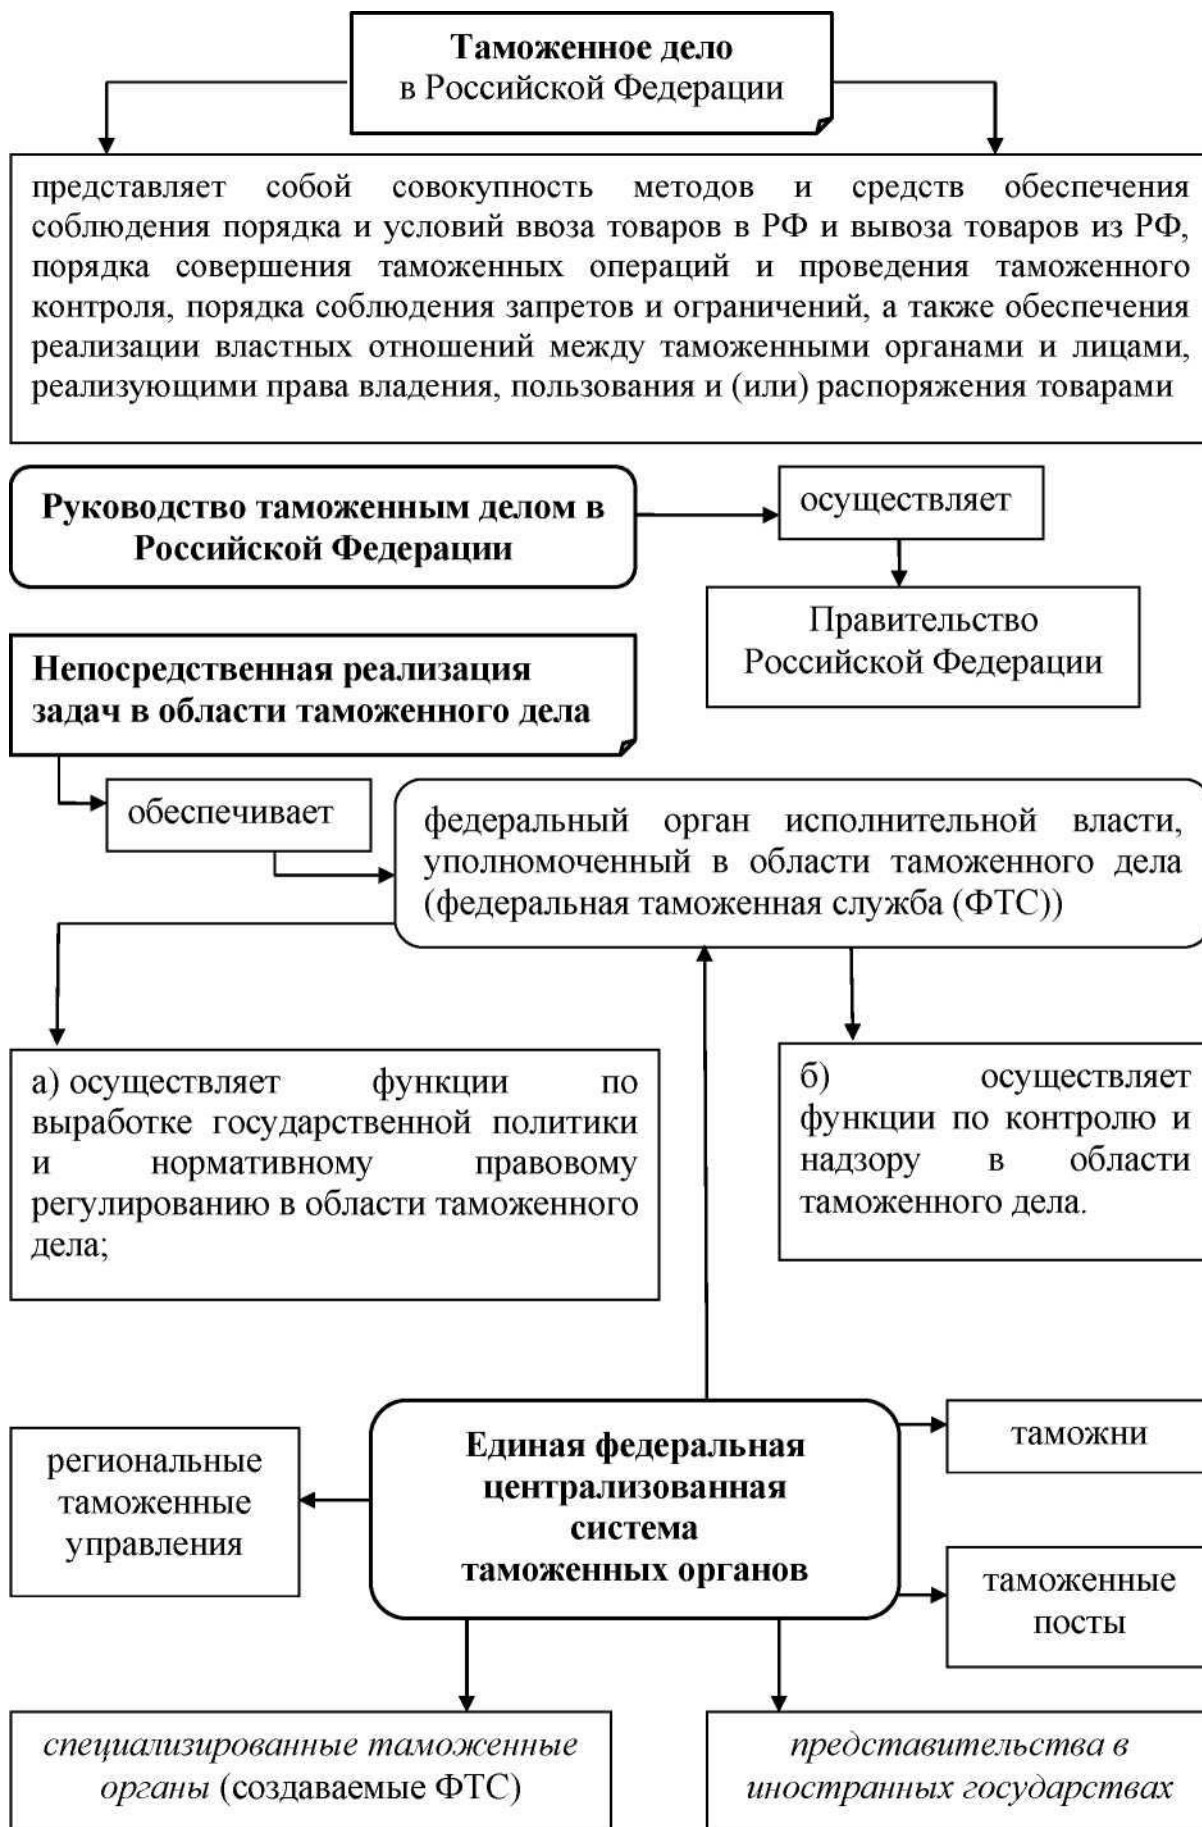 Таможенное дело
в Российской Федерации
представляет собой совокупность методов и средств обеспечения
соблюдения порядка и условий ввоза товаров в РФ и вывоза товаров из РФ,
порядка совершения таможенных операций и проведения таможенного
контроля, порядка соблюдения запретов и ограничений, а также обеспечения
реализации властных отношений между таможенными органами и лицами,
реализующими права владения, пользования и (или) распоряжения товарами
Руководство таможенным делом в
Российской Федерации
осуществляет
Правительство
Российской Федерации
Непосредственная реализация
задач в области таможенного дела
обеспечивает
федеральный орган исполнительной власти,
уполномоченный в области таможенного дела
(федеральная таможенная служба (ФТС))
а) осуществляет функции по
выработке государственной политики
и нормативному правовому
регулированию в области таможенного
дела;
б) осуществляет
функции по контролю и
надзору в области
таможенного дела.
Единая федеральная
централизованная
система
таможенных органов
региональные
таможенные
управления
таможни
таможенные
посты
специализированные таможенные
органы (создаваемые ФТС)
представительства в
иностранных государствах